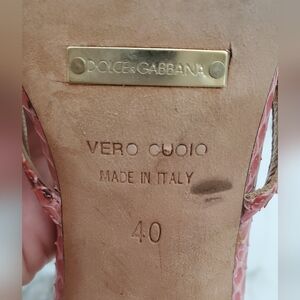 DOLCE&GABBANA
VERO CUOIO
MADE IN ITALY
40